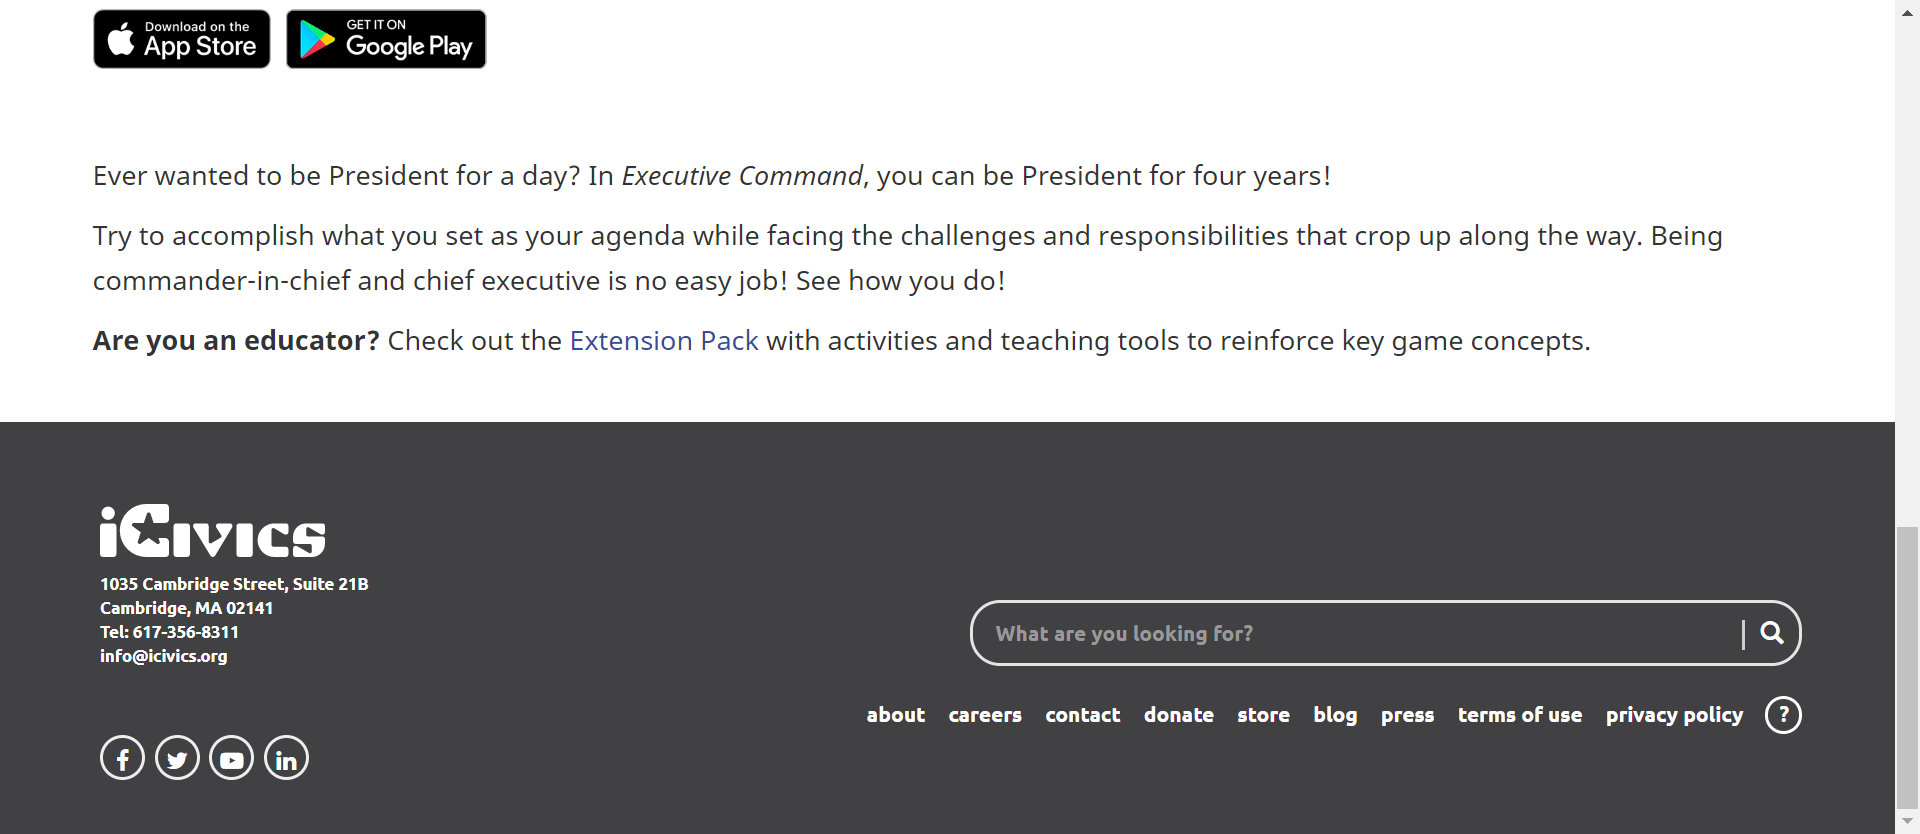 Download on the
App Store
GET IT ON
Google Play
Ever wanted to be President for a day? In Executive Command, you can be President for four years!
Try to accomplish what you set as your agenda while facing the challenges and responsibilities that crop up along the way. Being
commander-in-chief and chief executive is no easy job! See how you do!
Are you an educator? Check out the Extension Pack with activities and teaching tools to reinforce key game concepts.
iCivics
1035 Cambridge Street, Suite 21B
Cambridge, MA 02141
Tel: 617-356-8311
info@icivics.org
What are you looking for?
about careers contact donate store blog press terms of use privacy policy ?
f in